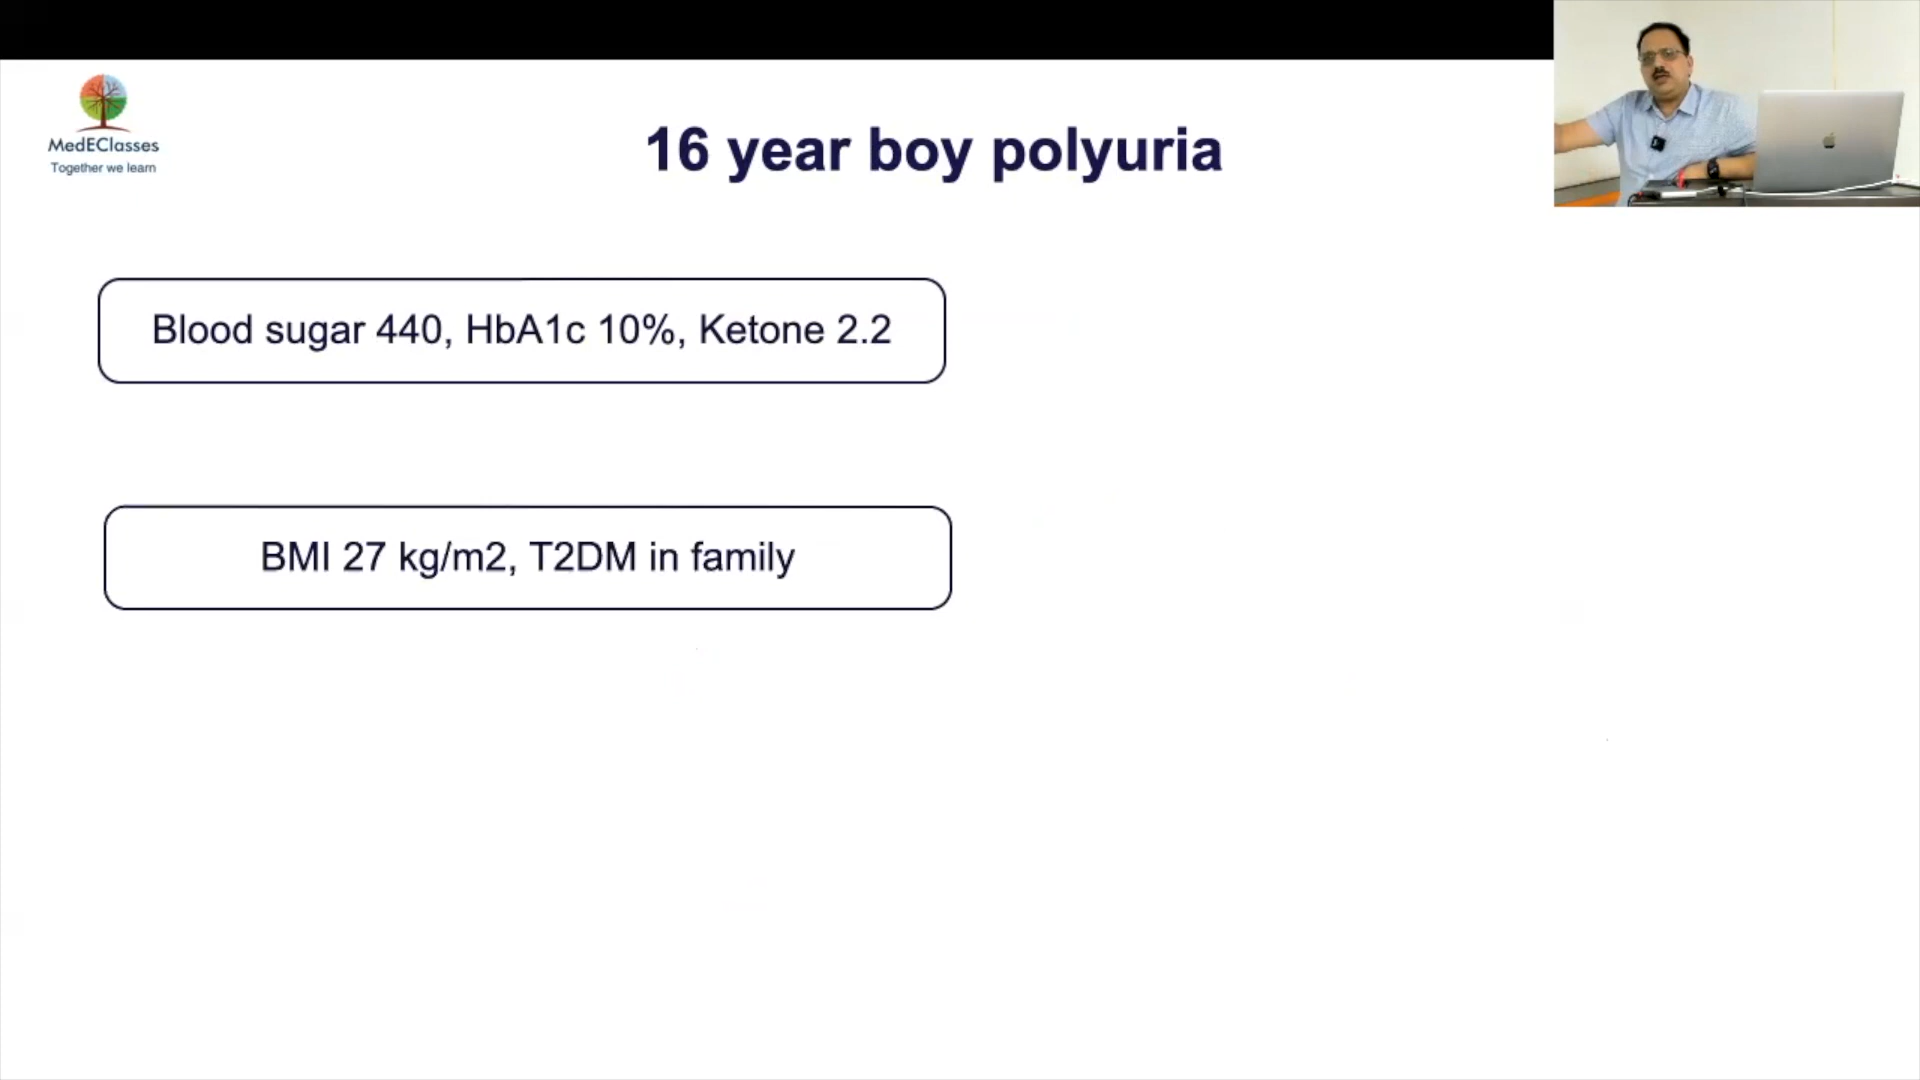 MedEClasses
Together we learn
16 year boy polyuria
Blood sugar 440, HbA1c 10%, Ketone 2.2
BMI 27 kg/m2, T2DM in family